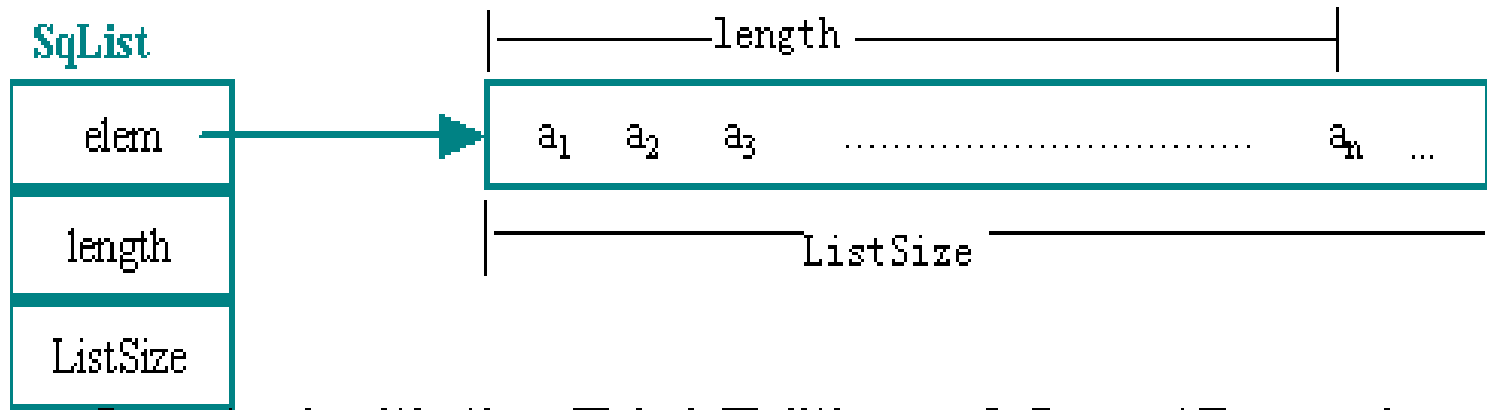 SqList
length
elem
a1 a2 a3 ................................ an ...
length
ListSize
ListSize